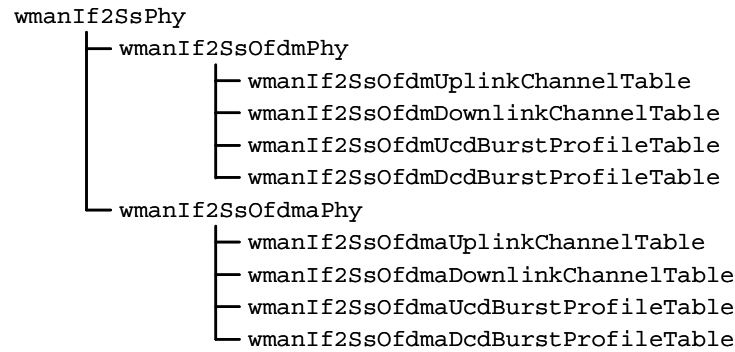 wmanIf2SsPhy
wmanIf2SsOfdmPhy
wmanIf2SsOfdmUplinkChannelTable
wmanIf2SsOfdmDownlinkChannelTable
wmanIf2SsOfdmUcdBurstProfileTable
wmanIf2SsOfdmDcdBurstProfileTable
wmanIf2SsOfdmaPhy
wmanIf2SsOfdmaUplinkChannelTable
wmanIf2SsOfdmaDownlinkChannelTable
wmanIf2SsOfdmaUcdBurstProfileTable
wmanIf2SsOfdmaDcdBurstProfileTable